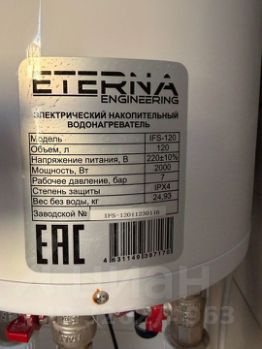 ETERNA
ENGINEERING
ЭЛЕКТРИЧЕСКИЙ НАКОПИТЕЛЬНЫЙ
ВОДОНАГРЕВАТЕЛЬ
Модель IFS-120
Объем, л 120
Напряжение питания, В 220±10%
Мощность, Вт 2000
Рабочее давление, бар 7
Степень защиты IPX4
Вес без воды, кг 24,93
Заводской №
EAC